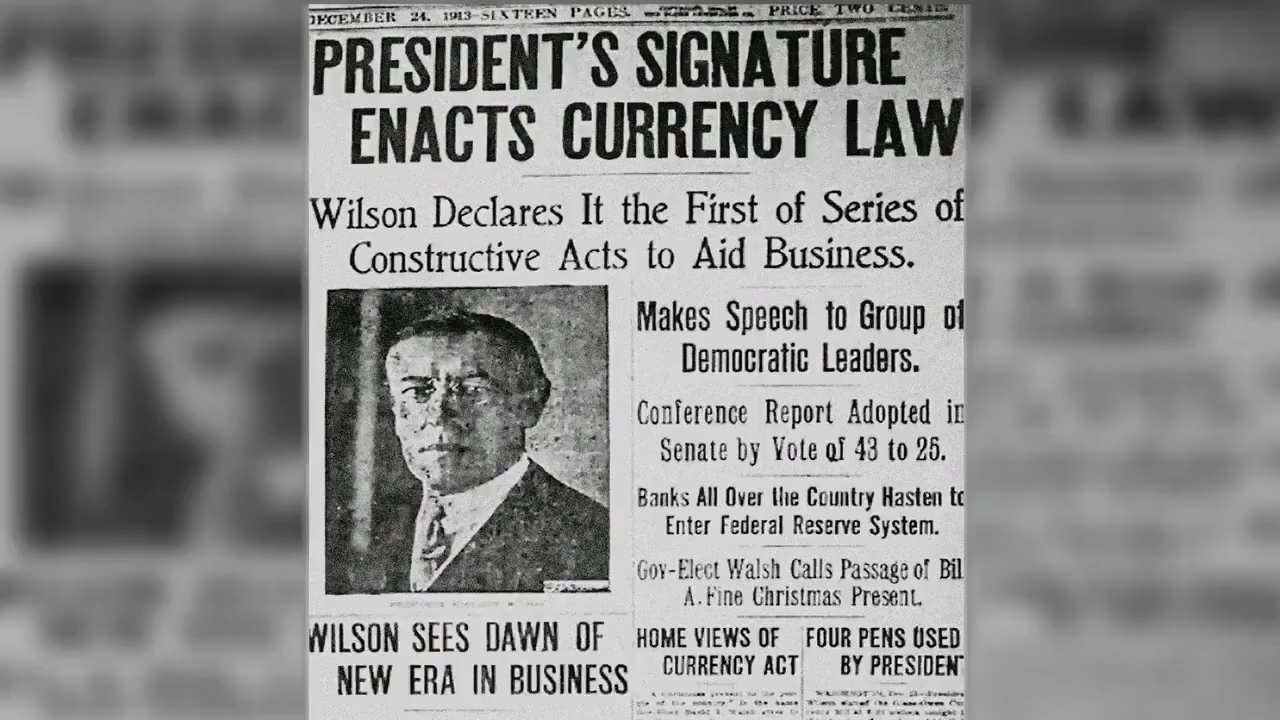 DECEMBER 24, 1913—SIXTEEN PAGES.
PRICE TWO CENTS.
PRESIDENT'S SIGNATURE
ENACTS CURRENCY LAW
Wilson Declares It the First of Series of
Constructive Acts to Aid Business.
Makes Speech to Group of
Democratic Leaders.
Conference Report Adopted in
Senate by Vote of 43 to 25.
Banks All Over the Country Hasten to
Enter Federal Reserve System.
Gov-Elect Walsh Calls Passage of Bill
A Fine Christmas Present.
WILSON SEES DAWN OF
NEW ERA IN BUSINESS
HOME VIEWS OF
CURRENCY ACT
FOUR PENS USED
BY PRESIDENT